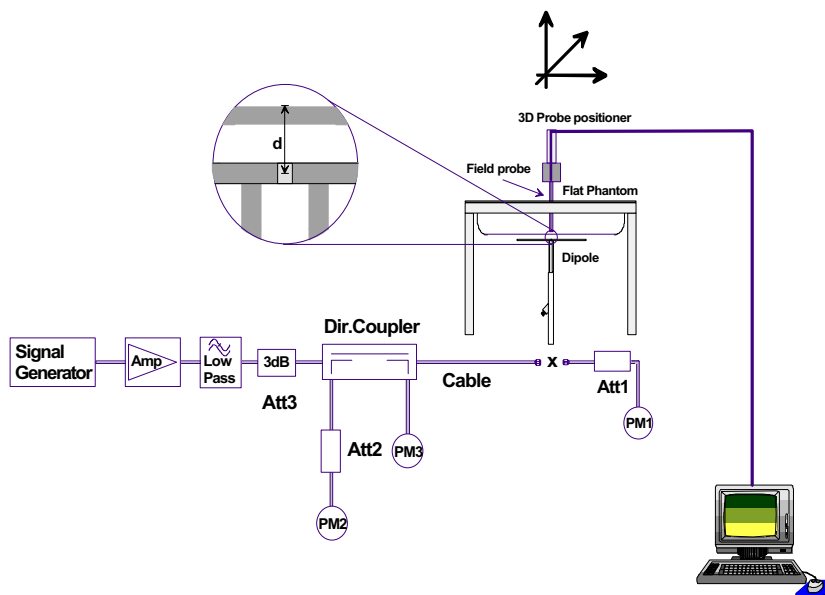 3D Probe positioner
d
Field probe
Flat Phantom
Dipole
Dir.Coupler
Signal
Generator
Amp
Low
Pass
3dB
Cable
x
Att1
Att3
PM1
Att2
PM3
PM2